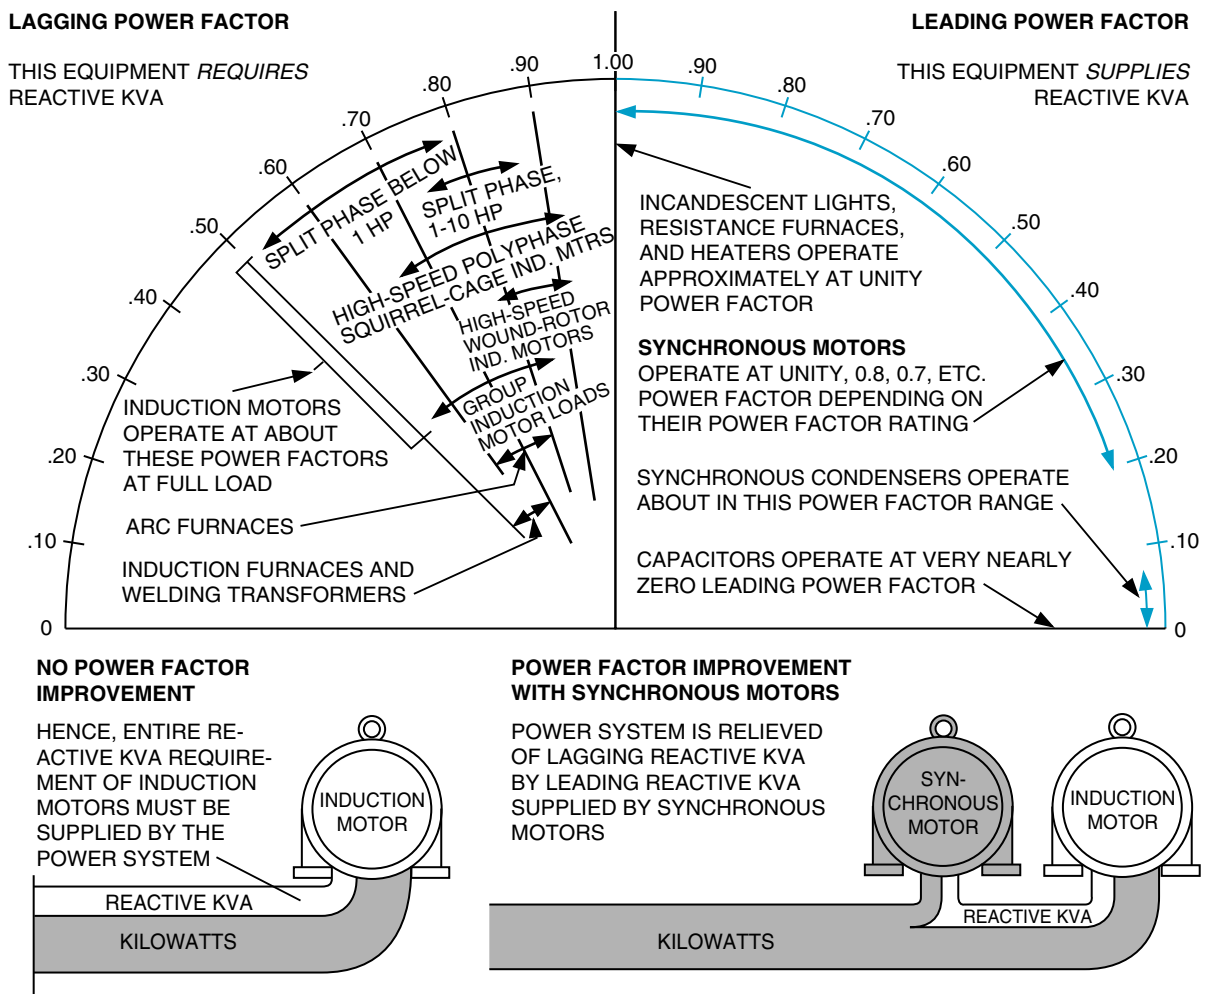 LAGGING POWER FACTOR
THIS EQUIPMENT REQUIRES
REACTIVE KVA
LEADING POWER FACTOR
THIS EQUIPMENT SUPPLIES
REACTIVE KVA
0
.10
.20
.30
.40
.50
.60
.70
.80
.90
1.00
.90
.80
.70
.60
.50
.40
.30
.20
.10
0
SPLIT PHASE BELOW
1 HP
SPLIT PHASE,
1-10 HP
HIGH-SPEED POLYPHASE
SQUIRREL-CAGE IND. MTRS
HIGH-SPEED
WOUND-ROTOR
IND. MOTORS
GROUP
INDUCTION
MOTOR LOADS
INDUCTION MOTORS
OPERATE AT ABOUT
THESE POWER FACTORS
AT FULL LOAD
ARC FURNACES
INDUCTION FURNACES AND
WELDING TRANSFORMERS
INCANDESCENT LIGHTS,
RESISTANCE FURNACES,
AND HEATERS OPERATE
APPROXIMATELY AT UNITY
POWER FACTOR
SYNCHRONOUS MOTORS
OPERATE AT UNITY, 0.8, 0.7, ETC.
POWER FACTOR DEPENDING ON
THEIR POWER FACTOR RATING
SYNCHRONOUS CONDENSERS OPERATE
ABOUT IN THIS POWER FACTOR RANGE
CAPACITORS OPERATE AT VERY NEARLY
ZERO LEADING POWER FACTOR
NO POWER FACTOR
IMPROVEMENT
HENCE, ENTIRE RE-
ACTIVE KVA REQUIRE-
MENT OF INDUCTION
MOTORS MUST BE
SUPPLIED BY THE
POWER SYSTEM
INDUCTION
MOTOR
REACTIVE KVA
KILOWATTS
POWER FACTOR IMPROVEMENT
WITH SYNCHRONOUS MOTORS
POWER SYSTEM IS RELIEVED
OF LAGGING REACTIVE KVA
BY LEADING REACTIVE KVA
SUPPLIED BY SYNCHRONOUS
MOTORS
SYN-
CHRONOUS
MOTOR
INDUCTION
MOTOR
REACTIVE KVA
KILOWATTS